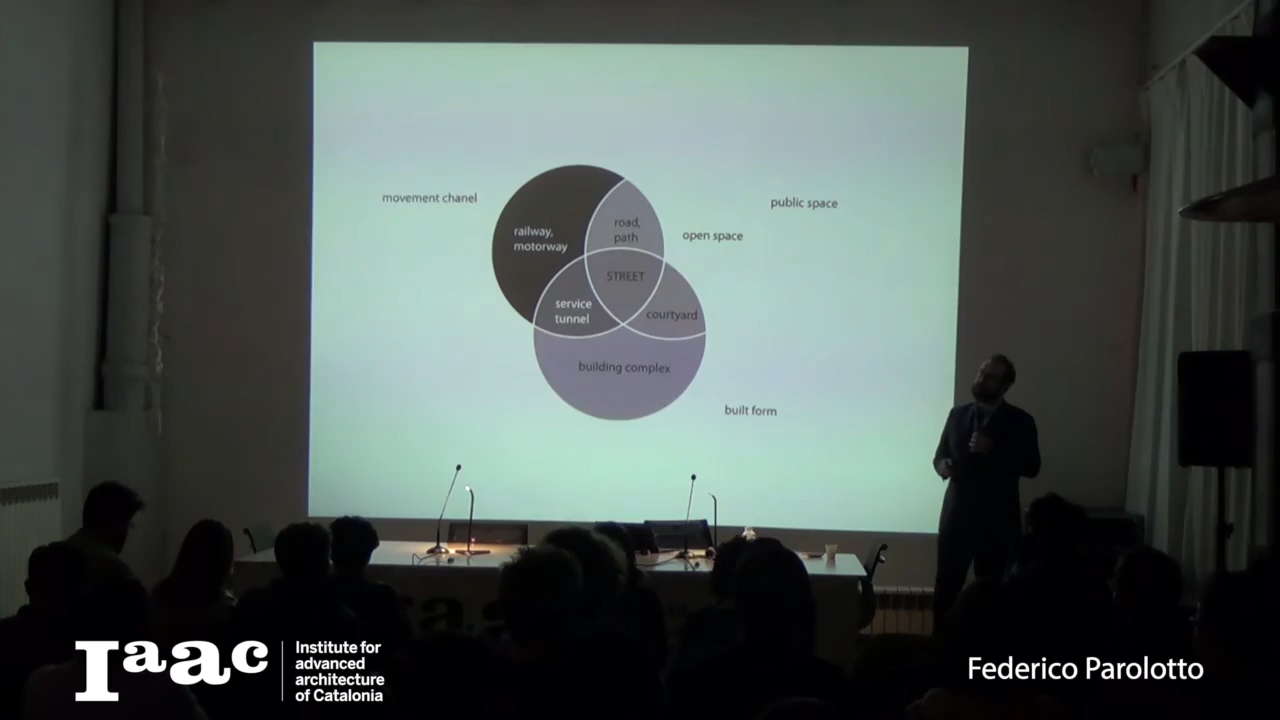 movement chanel
public space
road,
path
railway,
motorway
open space
STREET
service
tunnel
courtyard
building complex
built form
Iaac
Institute for
advanced
architecture
of Catalonia
Federico Parolotto